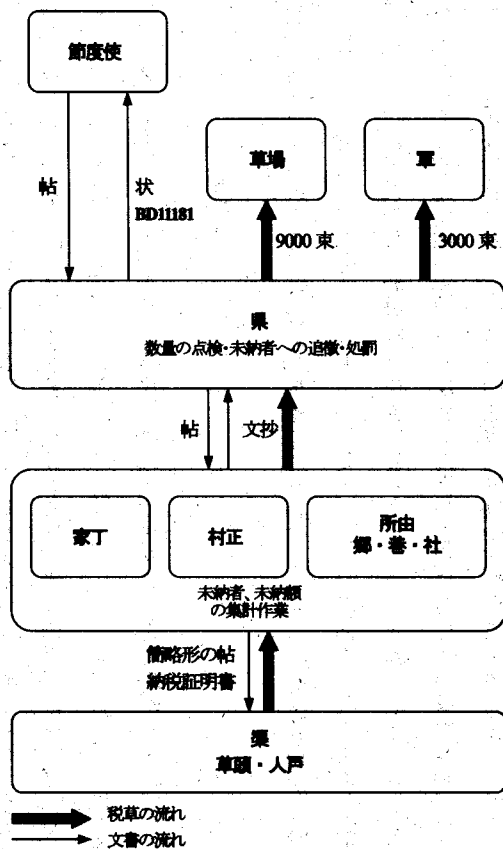 節度使
帖
状
BD11181
草場
軍
9000 束
3000 束
県
数量の点検・未納者への追徴・処罰
帖
文抄
家丁
村正
所由
郷・巷・社
未納者、未納額
の集計作業
簡略形の帖
納税証明書
渠
草頭・人戸
税草の流れ
文書の流れ